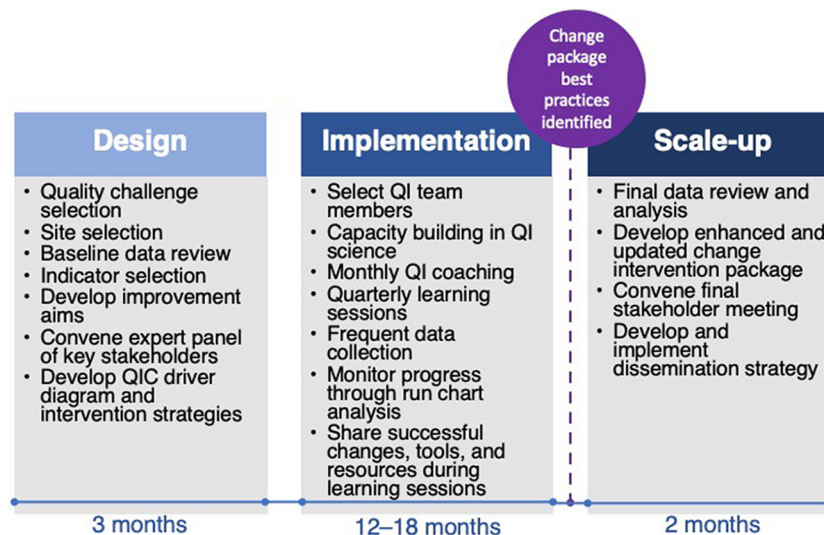 Change
package
best
practices
identified
Design
• Quality challenge
selection
• Site selection
• Baseline data review
• Indicator selection
• Develop improvement
aims
• Convene expert panel
of key stakeholders
• Develop QIC driver
diagram and
intervention strategies
3 months
Implementation
• Select QI team
members
• Capacity building in QI
science
• Monthly QI coaching
• Quarterly learning
sessions
• Frequent data
collection
• Monitor progress
through run chart
analysis
• Share successful
changes, tools, and
resources during
learning sessions
12–18 months
Scale-up
• Final data review and
analysis
• Develop enhanced and
updated change
intervention package
• Convene final
stakeholder meeting
• Develop and
implement
dissemination strategy
2 months